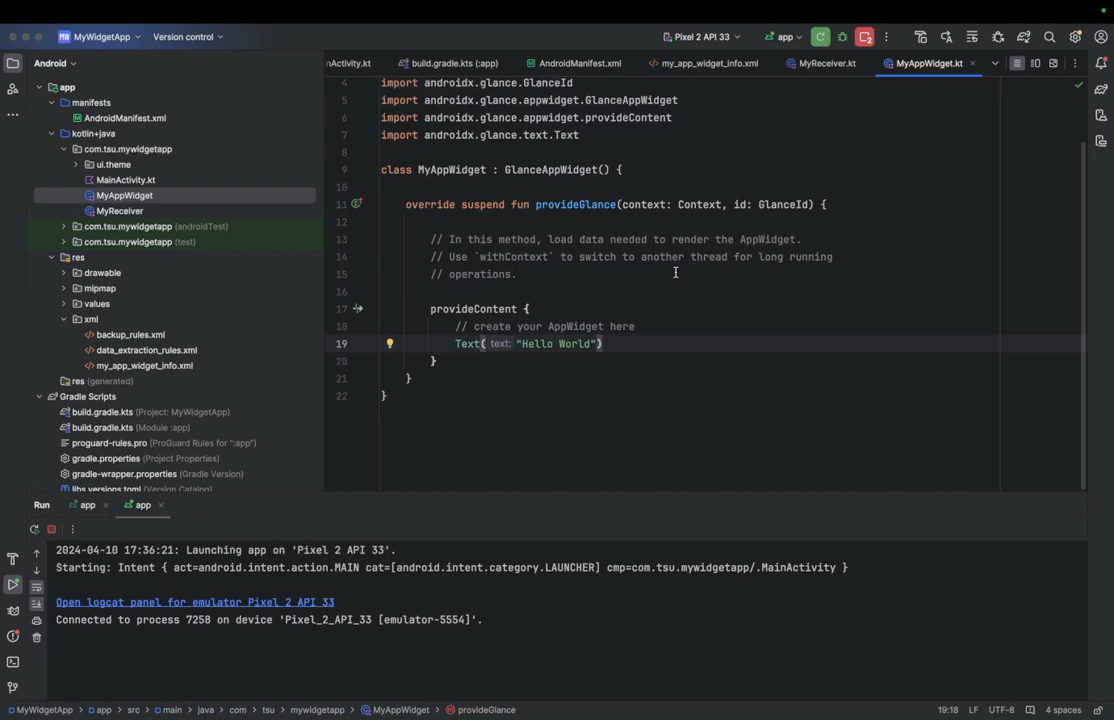 MW MyWidgetApp Version control Pixel 2 API 33 app
Android
nActivity.kt build.gradle.kts (:app) AndroidManifest.xml my_app_widget_info.xml MyReceiver.kt MyAppWidget.kt
app
manifests
AndroidManifest.xml
kotlin+java
com.tsu.mywidgetapp
ui.theme
MainActivity.kt
MyAppWidget
MyReceiver
com.tsu.mywidgetapp (androidTest)
com.tsu.mywidgetapp (test)
res
drawable
mipmap
values
xml
backup_rules.xml
data_extraction_rules.xml
my_app_widget_info.xml
res (generated)
Gradle Scripts
build.gradle.kts (Project: MyWidgetApp)
build.gradle.kts (Module :app)
proguard-rules.pro (ProGuard Rules for ":app")
gradle.properties (Project Properties)
gradle-wrapper.properties (Gradle Version)
libs.versions.toml (Version Catalog)
4 import androidx.glance.GlanceId
5 import androidx.glance.appwidget.GlanceAppWidget
6 import androidx.glance.appwidget.provideContent
7 import androidx.glance.text.Text
8
9 class MyAppWidget : GlanceAppWidget() {
10
11 override suspend fun provideGlance(context: Context, id: GlanceId) {
12
13 // In this method, load data needed to render the AppWidget.
14 // Use `withContext` to switch to another thread for long running
15 // operations.
16
17 provideContent {
18 // create your AppWidget here
19 Text( text: "Hello World")
20 }
21 }
22 }
Run app app
2024-04-10 17:36:21: Launching app on 'Pixel 2 API 33'.
Starting: Intent { act=android.intent.action.MAIN cat=[android.intent.category.LAUNCHER] cmp=com.tsu.mywidgetapp/.MainActivity }
Open logcat panel for emulator Pixel 2 API 33
Connected to process 7258 on device 'Pixel_2_API_33 [emulator-5554]'.
MyWidgetApp app src main java com tsu mywidgetapp MyAppWidget provideGlance 19:18 LF UTF-8 4 spaces